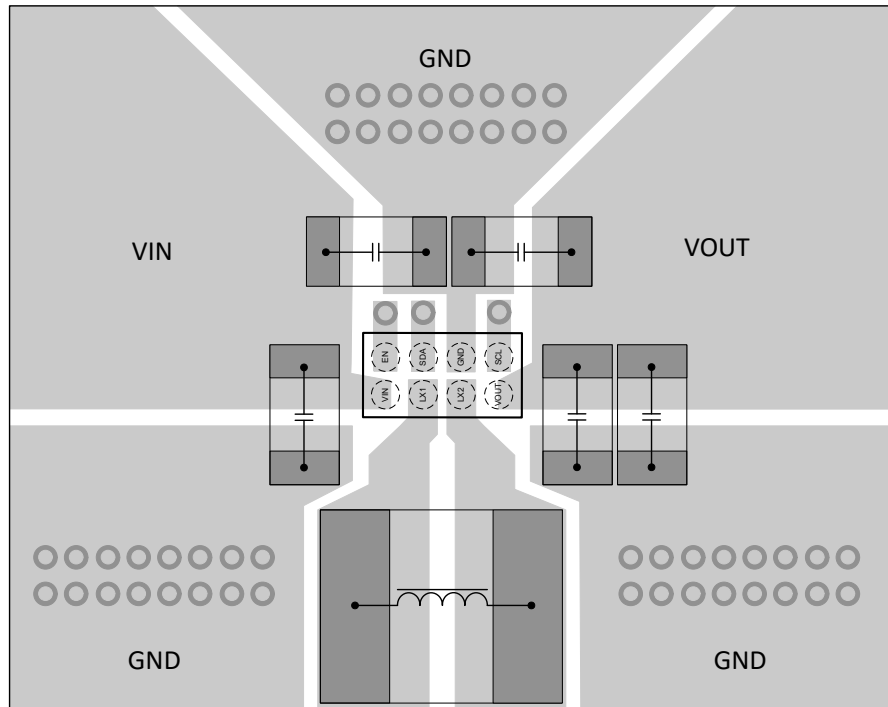 GND
VIN
VOUT
EN
SDA
GND
SCL
VIN
LX1
LX2
VOUT
GND
GND